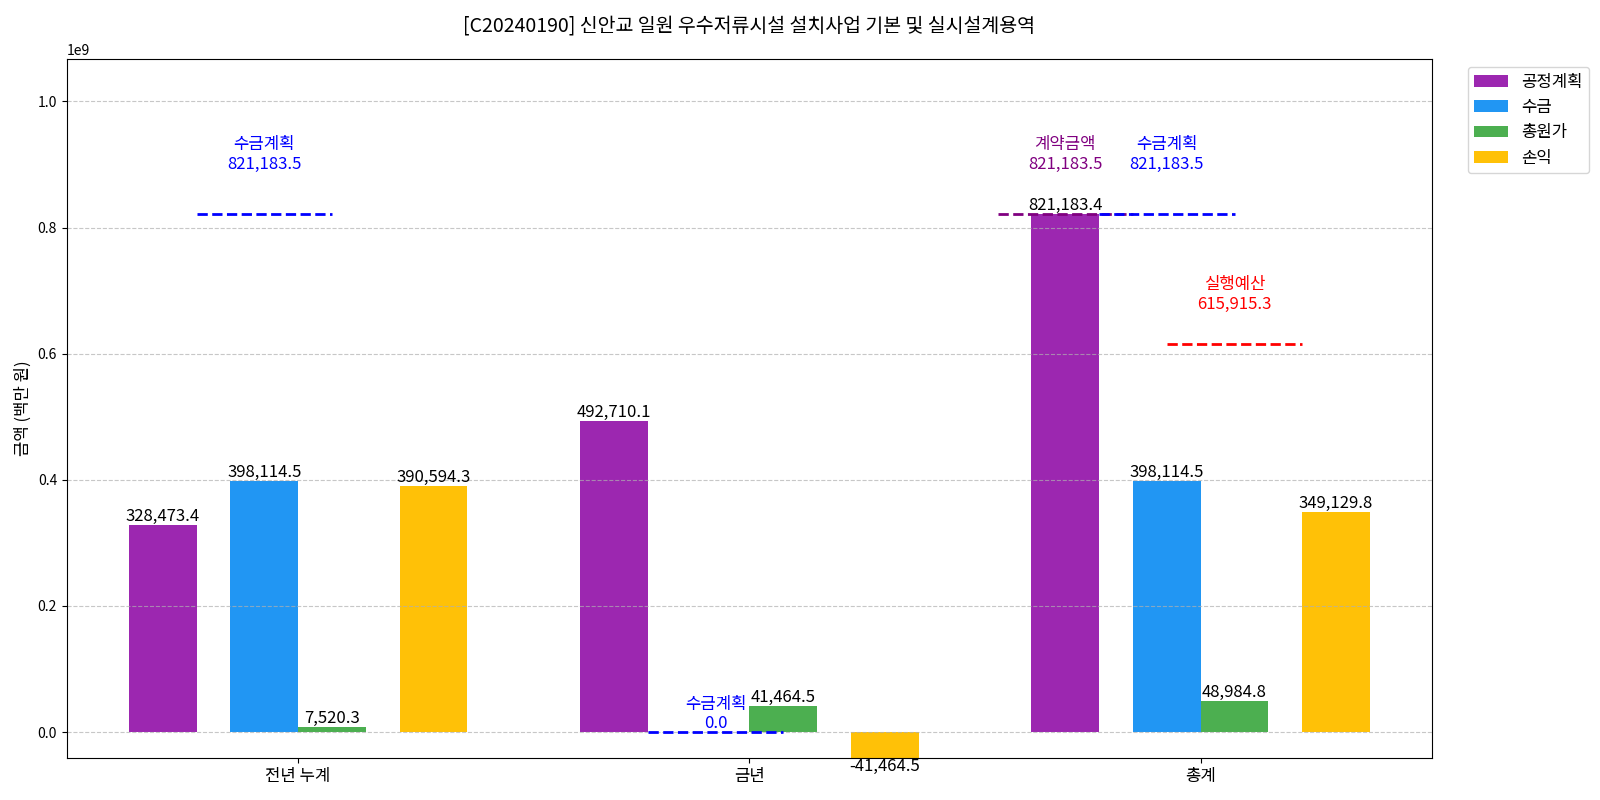 [C20240190] 신안교 일원 우수저류시설 설치사업 기본 및 실시설계용역
1e9
1.0
0.8
0.6
0.4
0.2
0.0
금액 (백만 원)
수금계획
821,183.5
328,473.4
398,114.5
7,520.3
390,594.3
492,710.1
수금계획
0.0
41,464.5
-41,464.5
계약금액
821,183.5
수금계획
821,183.5
821,183.4
실행예산
615,915.3
398,114.5
48,984.8
349,129.8
전년 누계
금년
총계
공정계획
수금
총원가
손익